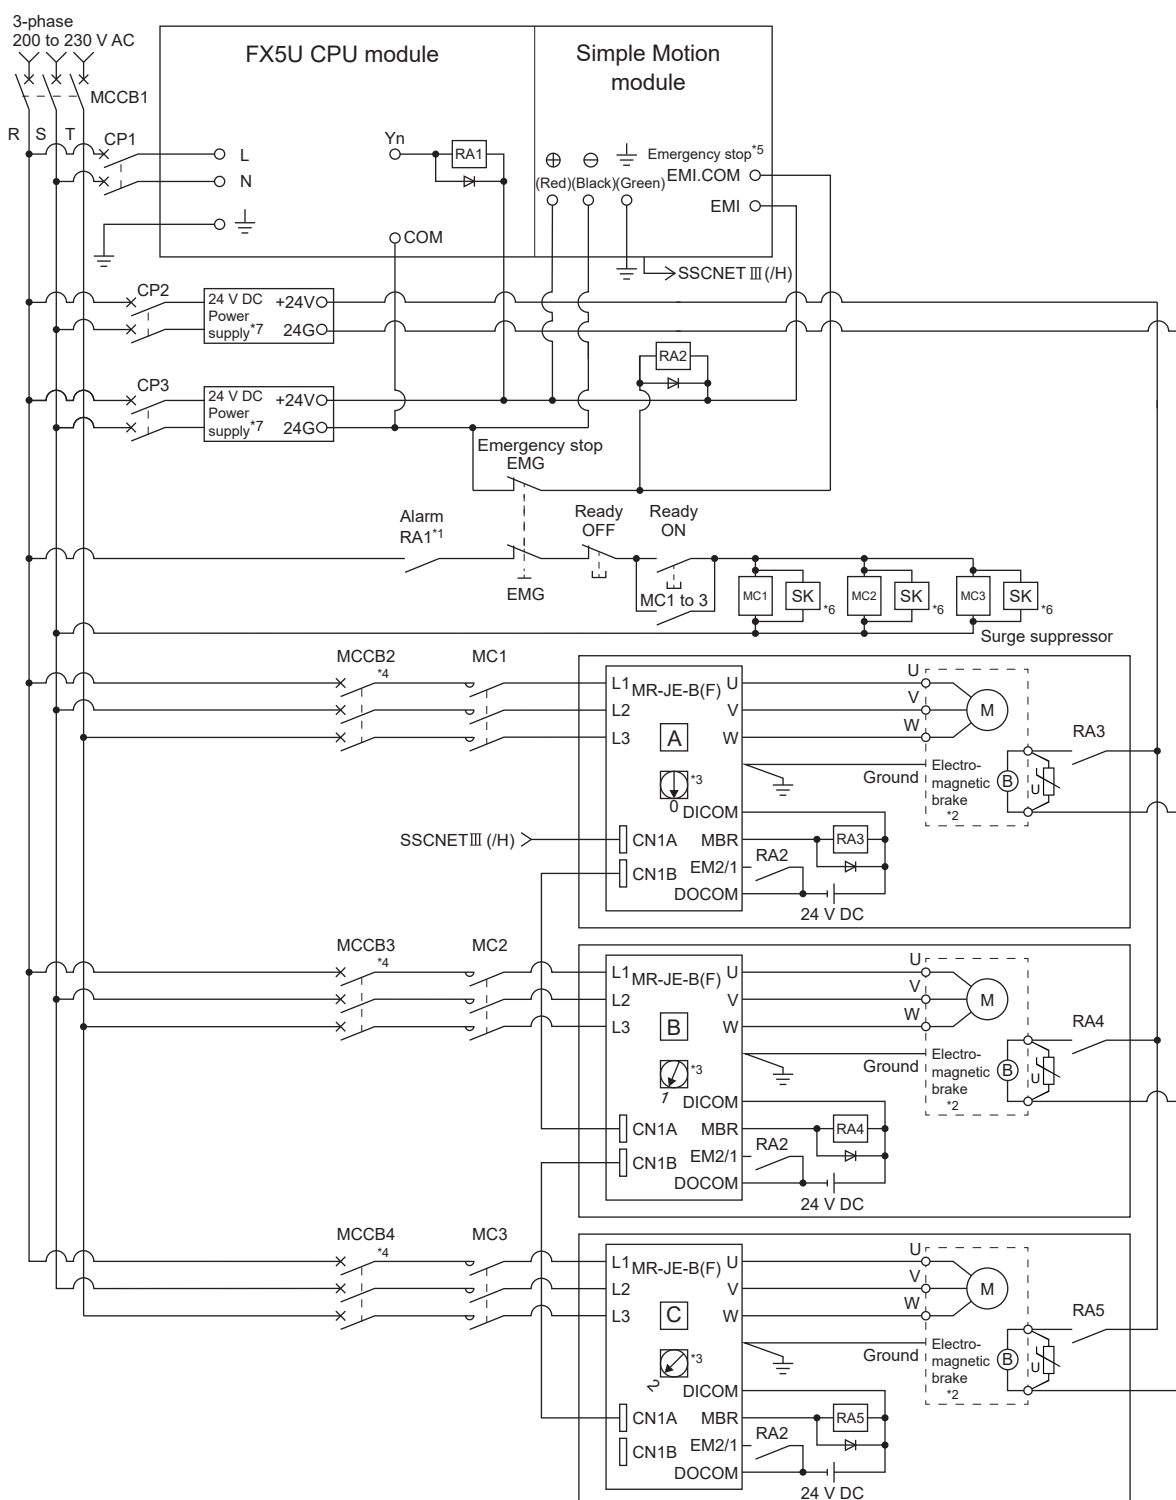 3-phase
200 to 230 V AC
MCCB1
R S T
CP1
FX5U CPU module
Simple Motion
module
L
N
Yn
RA1
COM
(Red)(Black)(Green)
Emergency stop*5
EMI.COM
EMI
SSCNETⅢ(/H)
CP2
24 V DC
Power
supply*7
+24V
24G
RA2
CP3
24 V DC
Power
supply*7
+24V
24G
Emergency stop
EMG
Alarm
RA1*1
EMG
Ready
OFF
Ready
ON
MC1 to 3
MC1
SK
*6
MC2
SK
*6
MC3
SK
*6
Surge suppressor
MCCB2
*4
MC1
L1
L2
L3
MR-JE-B(F)
A
*3
0
U
V
W
U
V
W
M
Ground
Electro-
magnetic
brake
*2
B
U
RA3
DICOM
MBR
EM2/1
DOCOM
RA3
RA2
24 V DC
SSCNETⅢ(/H)
CN1A
CN1B
MCCB3
*4
MC2
L1
L2
L3
MR-JE-B(F)
B
*3
1
U
V
W
U
V
W
M
Ground
Electro-
magnetic
brake
*2
B
U
RA4
DICOM
MBR
EM2/1
DOCOM
RA4
RA2
24 V DC
CN1A
CN1B
MCCB4
*4
MC3
L1
L2
L3
MR-JE-B(F)
C
*3
2
U
V
W
U
V
W
M
Ground
Electro-
magnetic
brake
*2
B
U
RA5
DICOM
MBR
EM2/1
DOCOM
RA5
RA2
24 V DC
CN1A
CN1B